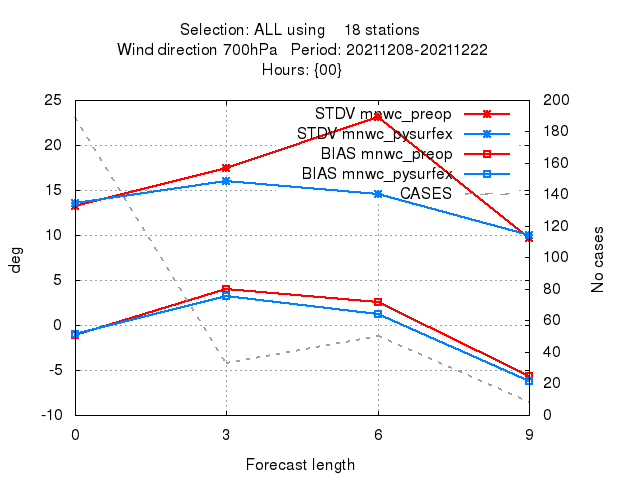 Selection: ALL using    18 stations
Wind direction 700hPa   Period: 20211208-20211222
Hours: {00}
STDV mnwc_preop
STDV mnwc_pysurfex
BIAS mnwc_preop
BIAS mnwc_pysurfex
CASES
25
20
15
10
5
0
-5
-10
deg
200
180
160
140
120
100
80
60
40
20
0
No cases
0 3 6 9
Forecast length